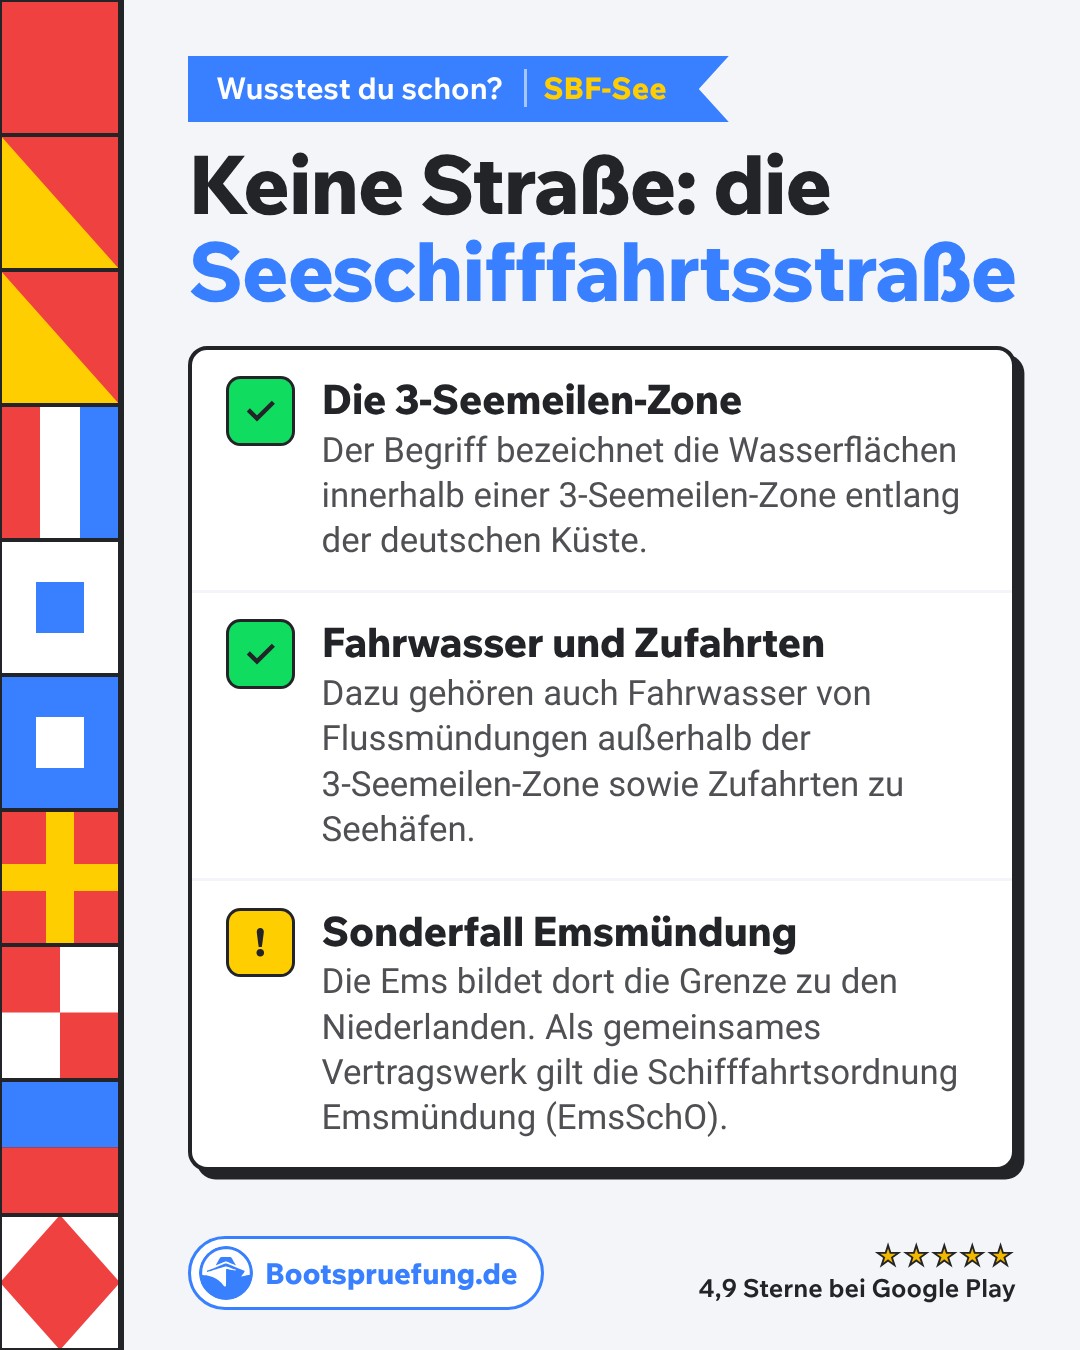 Wusstest du schon? | SBF-See
Keine Straße: die
Seeschifffahrtsstraße
Die 3-Seemeilen-Zone
Der Begriff bezeichnet die Wasserflächen
innerhalb einer 3-Seemeilen-Zone entlang
der deutschen Küste.
Fahrwasser und Zufahrten
Dazu gehören auch Fahrwasser von
Flussmündungen außerhalb der
3-Seemeilen-Zone sowie Zufahrten zu
Seehäfen.
!
Sonderfall Emsmündung
Die Ems bildet dort die Grenze zu den
Niederlanden. Als gemeinsames
Vertragswerk gilt die Schifffahrtsordnung
Emsmündung (EmsSchO).
Bootspruefung.de
4,9 Sterne bei Google Play